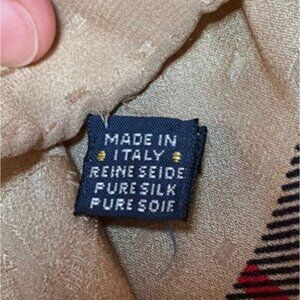 MADE IN
ITALY
REINE SEIDE
PURE SILK
PURE SOIE